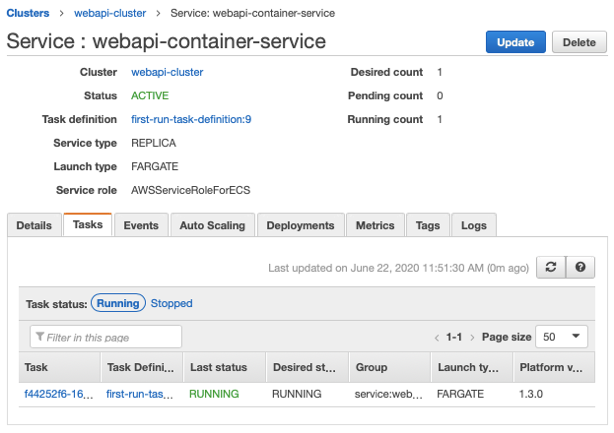 Clusters > webapi-cluster > Service: webapi-container-service
Service : webapi-container-service
Update Delete
Cluster webapi-cluster Desired count 1
Status ACTIVE Pending count 0
Task definition first-run-task-definition:9 Running count 1
Service type REPLICA
Launch type FARGATE
Service role AWSServiceRoleForECS
Details Tasks Events Auto Scaling Deployments Metrics Tags Logs
Last updated on June 22, 2020 11:51:30 AM (0m ago)
Task status: Running Stopped
Filter in this page < 1-1 > Page size 50
Task Task Defini... Last status Desired st... Group Launch ty... Platform v...
f44252f6-16... first-run-tas... RUNNING RUNNING service:web... FARGATE 1.3.0